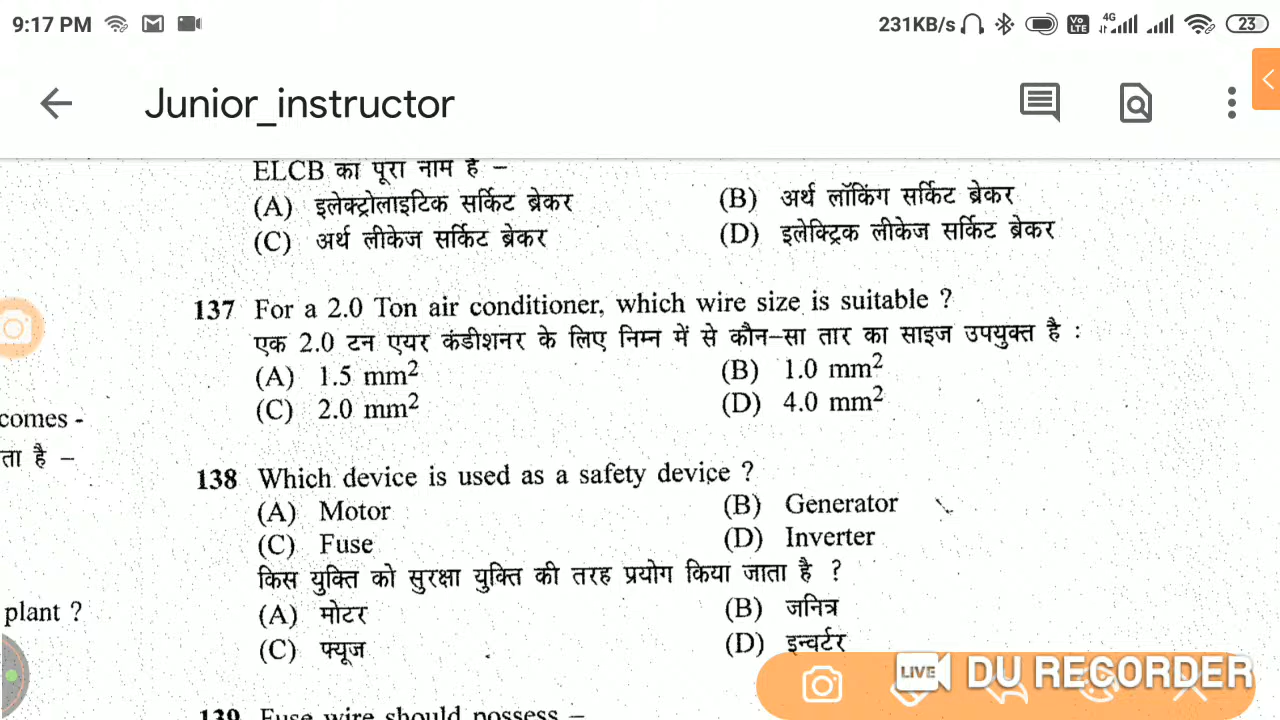 9:17 PM
231KB/s
Vo LTE
4G
23
Junior_instructor
ELCB का पूरा नाम है –
(A) इलेक्ट्रोलाइटिक सर्किट ब्रेकर
(B) अर्थ लॉकिंग सर्किट ब्रेकर
(C) अर्थ लीकेज सर्किट ब्रेकर
(D) इलेक्ट्रिक लीकेज सर्किट ब्रेकर
137 For a 2.0 Ton air conditioner, which wire size is suitable ?
एक 2.0 टन एयर कंडीशनर के लिए निम्न में से कौन-सा तार का साइज उपयुक्त है :
(A) 1.5 mm²
(B) 1.0 mm²
(C) 2.0 mm²
(D) 4.0 mm²
comes -
ता है –
138 Which device is used as a safety device ?
(A) Motor
(B) Generator
(C) Fuse
(D) Inverter
किस युक्ति को सुरक्षा युक्ति की तरह प्रयोग किया जाता है ?
(A) मोटर
(B) जनित्र
(C) फ्यूज
(D) इन्वर्टर
plant ?
LIVE DU RECORDER
139 Fuse wire should possess –